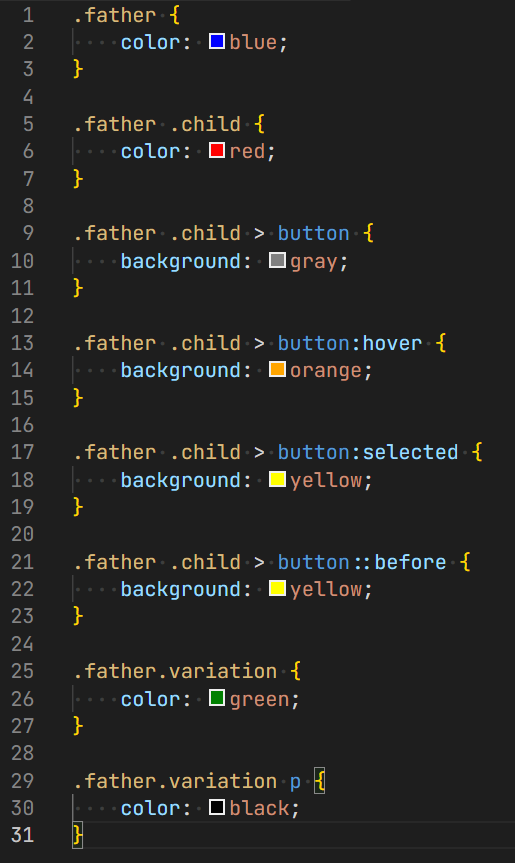 1 .father {
2     color: blue;
3 }
4
5 .father .child {
6     color: red;
7 }
8
9 .father .child > button {
10     background: gray;
11 }
12
13 .father .child > button:hover {
14     background: orange;
15 }
16
17 .father .child > button:selected {
18     background: yellow;
19 }
20
21 .father .child > button::before {
22     background: yellow;
23 }
24
25 .father.variation {
26     color: green;
27 }
28
29 .father.variation p {
30     color: black;
31 }